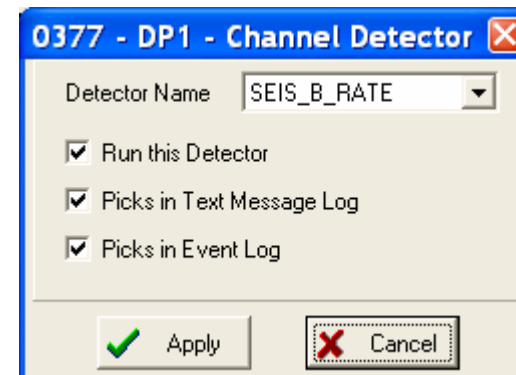 0377 - DP1 - Channel Detector
Detector Name SEIS_B_RATE
Run this Detector
Picks in Text Message Log
Picks in Event Log
Apply Cancel